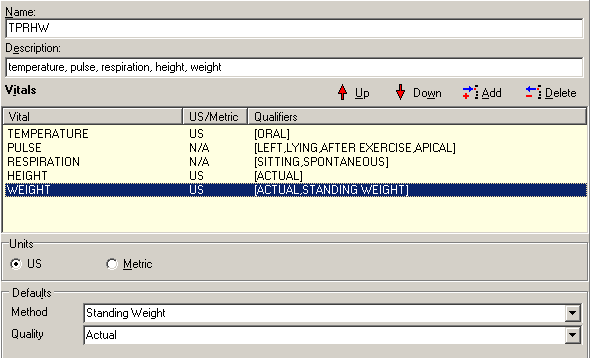 Name:
TPRHW
Description:
temperature, pulse, respiration, height, weight
Vitals Up Down Add Delete
Vital US/Metric Qualifiers
TEMPERATURE US [ORAL]
PULSE N/A [LEFT,LYING,AFTER EXERCISE,APICAL]
RESPIRATION N/A [SITTING,SPONTANEOUS]
HEIGHT US [ACTUAL]
WEIGHT US [ACTUAL,STANDING WEIGHT]
Units
US Metric
Defaults
Method Standing Weight
Quality Actual